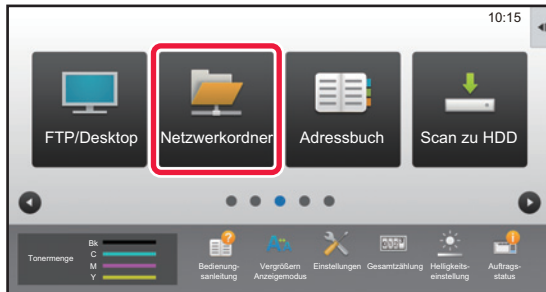 10:15
FTP/Desktop
Netzwerkordner
Adressbuch
Scan zu HDD
Tonermenge
Bk
C
M
Y
Bedienung-
sanleitung
Vergrößern
Anzeigemodus
Einstellungen
Gesamtzählung
Helligkeits-
einstellung
Auftrags-
status